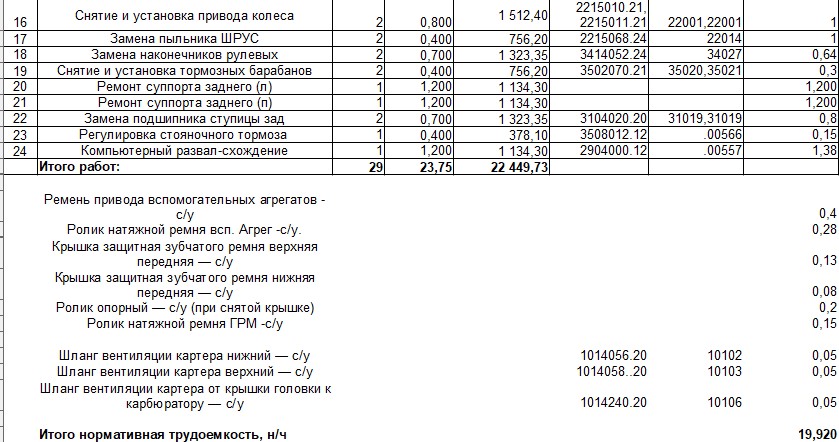 2215010.21,
16 Снятие и установка привода колеса 2 0,800 1 512,40 2215011.21 22001,22001 1
17 Замена пыльника ШРУС 2 0,400 756,20 2215068.24 22014 1
18 Замена наконечников рулевых 2 0,700 1 323,35 3414052.24 34027 0,64
19 Снятие и установка тормозных барабанов 2 0,400 756,20 3502070.21 35020,35021 0,3
20 Ремонт суппорта заднего (л) 1 1,200 1 134,30 1,200
21 Ремонт суппорта заднего (п) 1 1,200 1 134,30 1,200
22 Замена подшипника ступицы зад 2 0,700 1 323,35 3104020.20 31019,31019 0,8
23 Регулировка стояночного тормоза 1 0,400 378,10 3508012.12 .00566 0,15
24 Компьютерный развал-схождение 1 1,200 1 134,30 2904000.12 .00557 1,38
Итого работ: 29 23,75 22 449,73
Ремень привода вспомогательных агрегатов -
с/у 0,4
Ролик натяжной ремня всп. Агрег -с/у. 0,28
Крышка защитная зубчатого ремня верхняя
передняя — с/у 0,13
Крышка защитная зубчатого ремня нижняя
передняя — с/у 0,08
Ролик опорный — с/у (при снятой крышке) 0,2
Ролик натяжной ремня ГРМ -с/у 0,15
Шланг вентиляции картера нижний — с/у 1014056.20 10102 0,05
Шланг вентиляции картера верхний — с/у 1014058..20 10103 0,05
Шланг вентиляции картера от крышки головки к
карбюратору — с/у 1014240.20 10106 0,05
Итого нормативная трудоемкость, н/ч 19,920